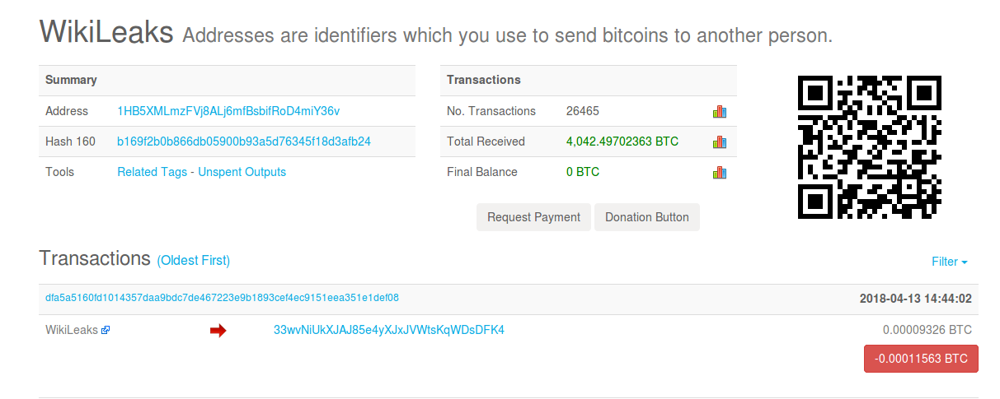 WikiLeaks Addresses are identifiers which you use to send bitcoins to another person.
Summary
Address 1HB5XMLmzFVj8ALj6mfBsbifRoD4miY36v
Hash 160 b169f2b0b866db05900b93a5d76345f18d3afb24
Tools Related Tags - Unspent Outputs
Transactions
No. Transactions 26465
Total Received 4,042.49702363 BTC
Final Balance 0 BTC
Request Payment Donation Button
Transactions (Oldest First)
Filter
dfa5a5160fd1014357daa9bdc7de467223e9b1893cef4ec9151eea351e1def08 2018-04-13 14:44:02
WikiLeaks 33wvNiUkXJAJ85e4yXJxJVWtsKqWDsDFK4 0.00009326 BTC
-0.00011563 BTC